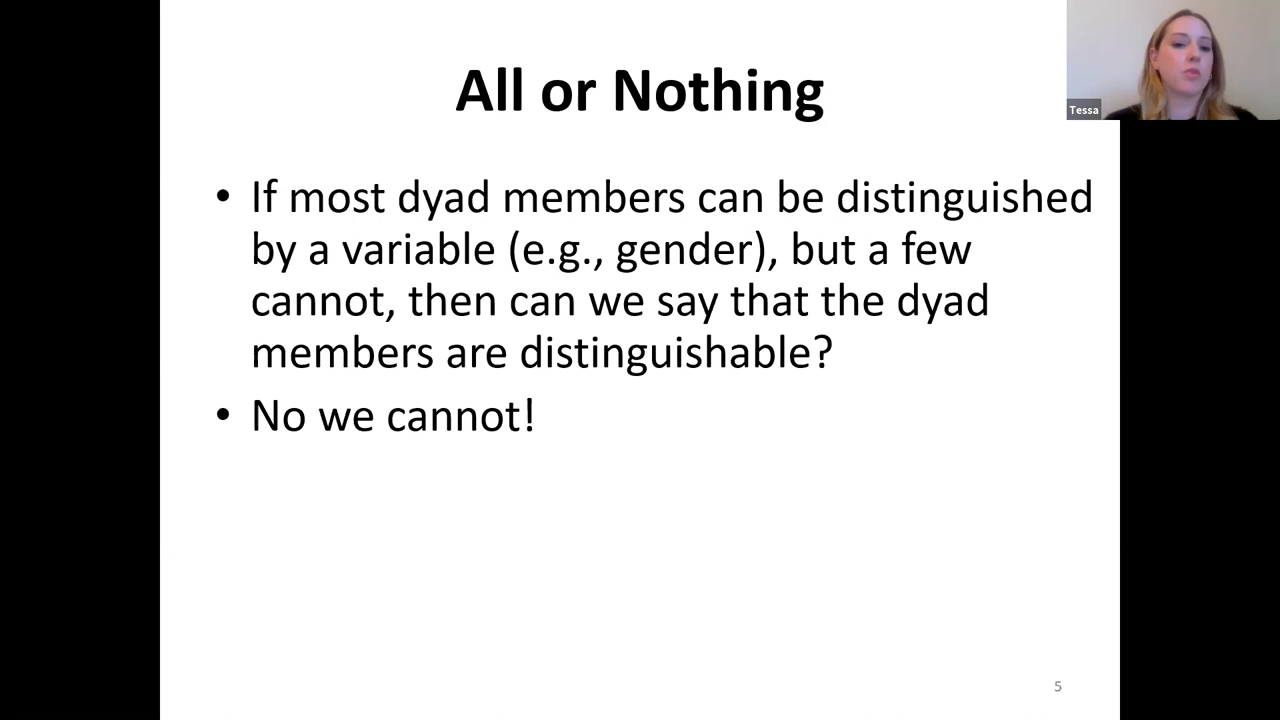 All or Nothing
Tessa
• If most dyad members can be distinguished
by a variable (e.g., gender), but a few
cannot, then can we say that the dyad
members are distinguishable?
• No we cannot!
5